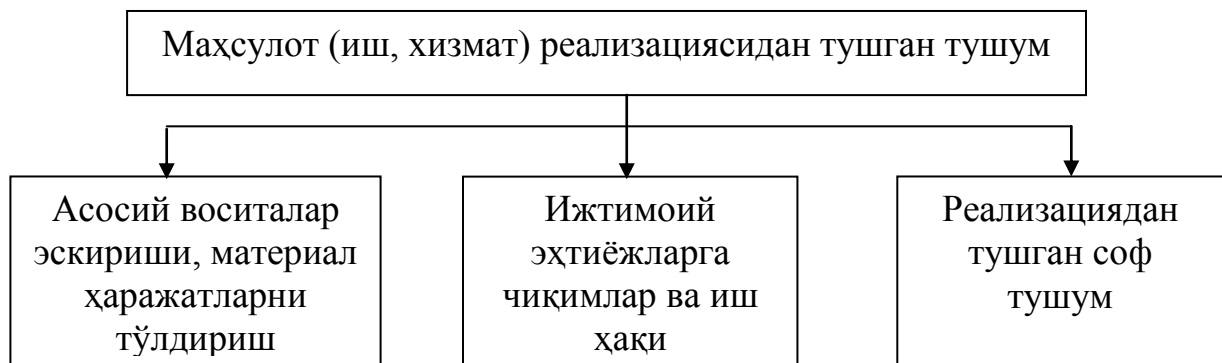 Маҳсулот (иш, хизмат) реализациясидан тушган тушум
Асосий воситалар
эскириши, материал
ҳаражатларни
тўлдириш
Ижтимоий
эҳтиёжларга
чиқимлар ва иш
ҳақи
Реализациядан
тушган соф
тушум